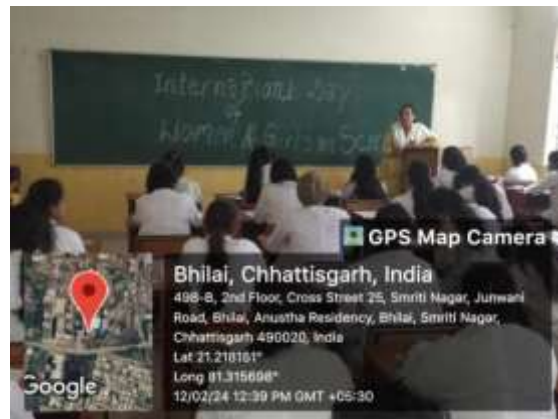 International Day
of
Women & Girls in Scie
GPS Map Camera
Bhilai, Chhattisgarh, India
498-B, 2nd Floor, Cross Street 25, Smriti Nagar, Junwani
Road, Bhilai, Anustha Residency, Bhilai, Smriti Nagar,
Chhattisgarh 490020, India
Lat 21.218161°
Long 81.315698°
12/02/24 12:39 PM GMT +05:30
Google